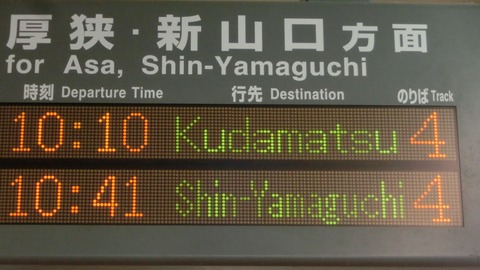 厚狭・新山口方面
for Asa, Shin-Yamaguchi
時刻 Departure Time 行先 Destination のりば Track
10:10 Kudamatsu 4
10:41 Shin-Yamaguchi 4